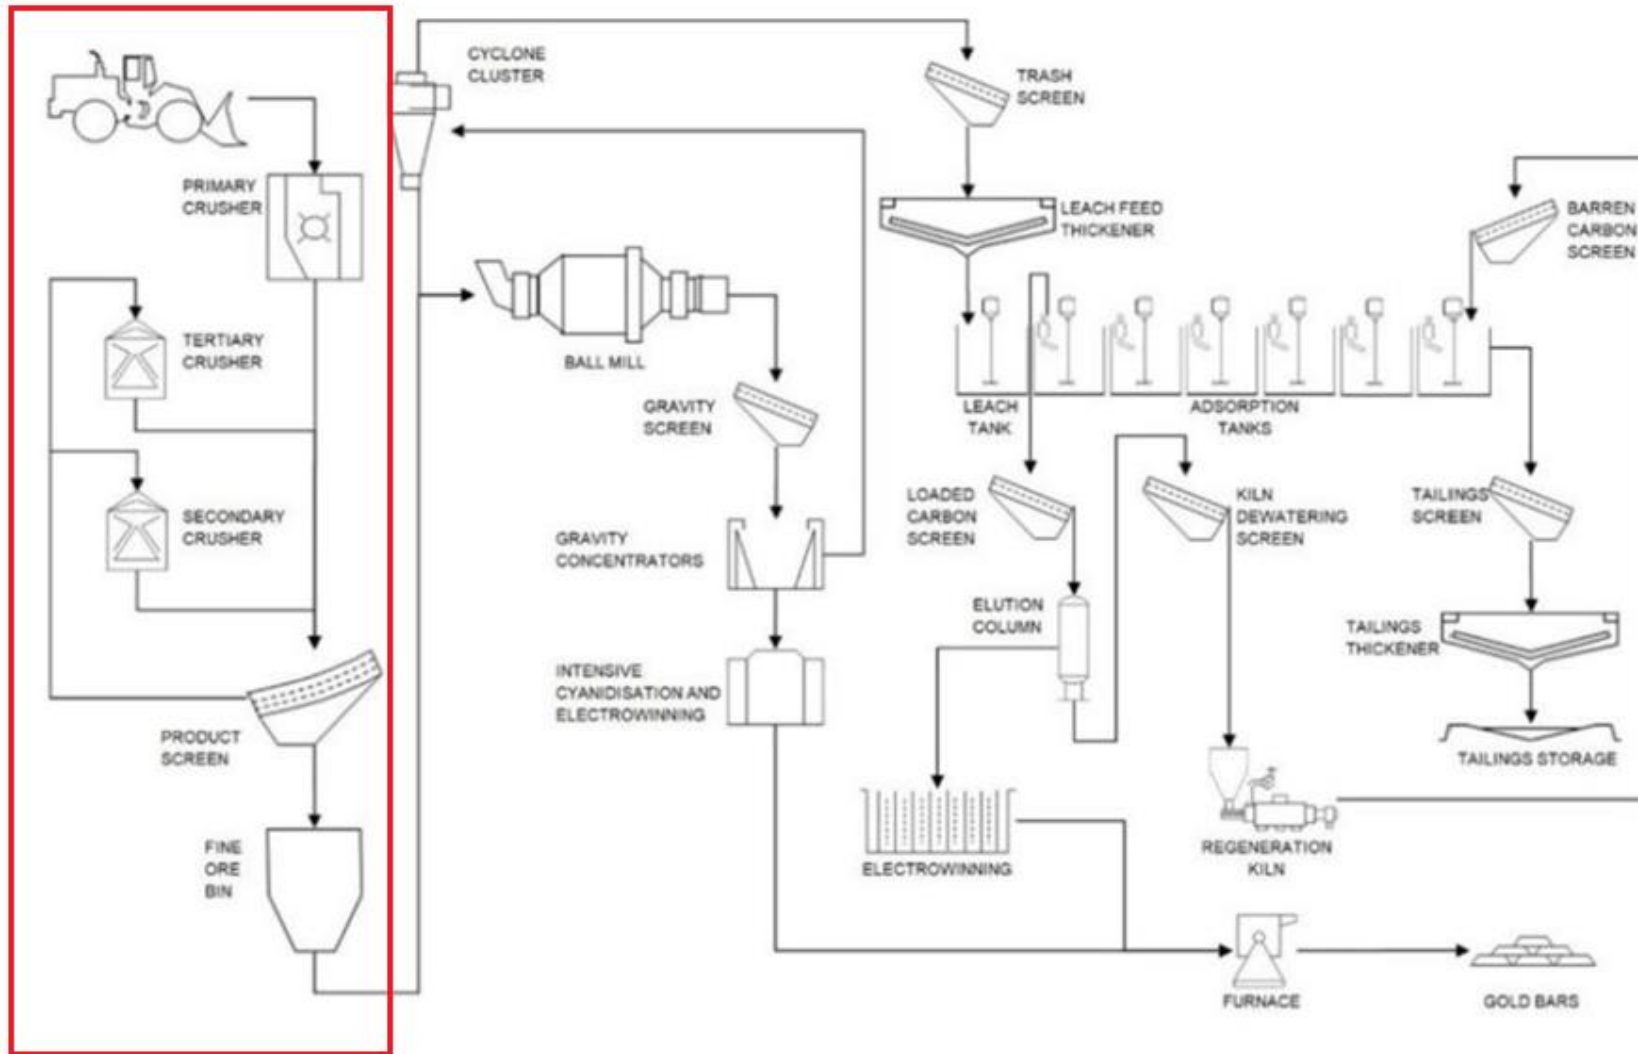 CYCLONE
CLUSTER
TRASH
SCREEN
PRIMARY
CRUSHER
LEACH FEED
THICKENER
BARREN
CARBON
SCREEN
TERTIARY
CRUSHER
BALL MILL
GRAVITY
SCREEN
LEACH
TANK
ADSORPTION
TANKS
SECONDARY
CRUSHER
GRAVITY
CONCENTRATORS
LOADED
CARBON
SCREEN
KILN
DEWATERING
SCREEN
TAILINGS
SCREEN
ELUTION
COLUMN
TAILINGS
THICKENER
INTENSIVE
CYANIDISATION AND
ELECTROWINNING
PRODUCT
SCREEN
TAILINGS STORAGE
FINE
ORE
BIN
ELECTROWINNING
REGENERATION
KILN
FURNACE
GOLD BARS